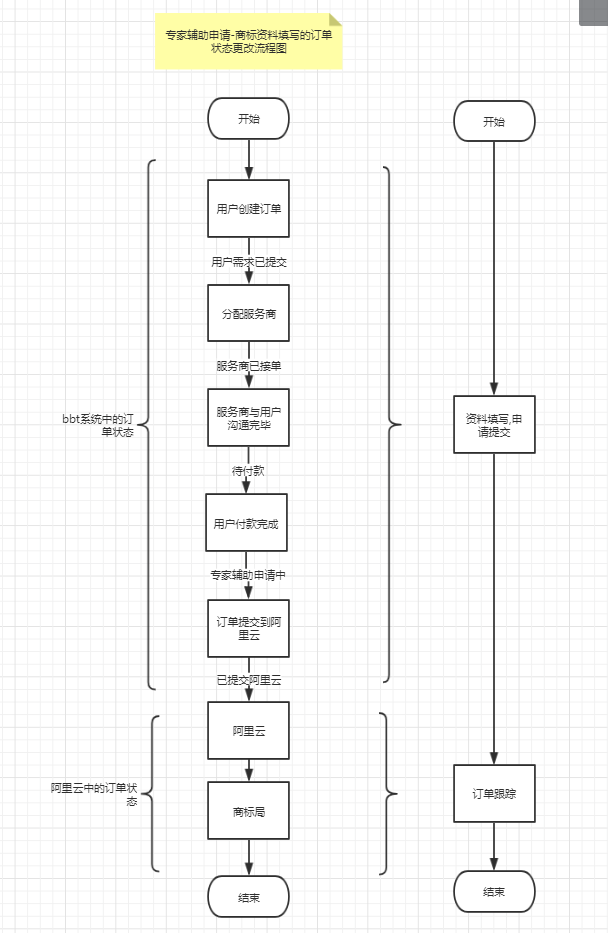 专家辅助申请-商标资料填写的订单
状态更改流程图
开始
用户创建订单
用户需求已提交
分配服务商
服务商已接单
服务商与用户
沟通完毕
待付款
用户付款完成
专家辅助申请中
订单提交到阿
里云
已提交阿里云
阿里云
商标局
结束
bbt系统中的订
单状态
阿里云中的订单状
态
开始
资料填写,申
请提交
订单跟踪
结束